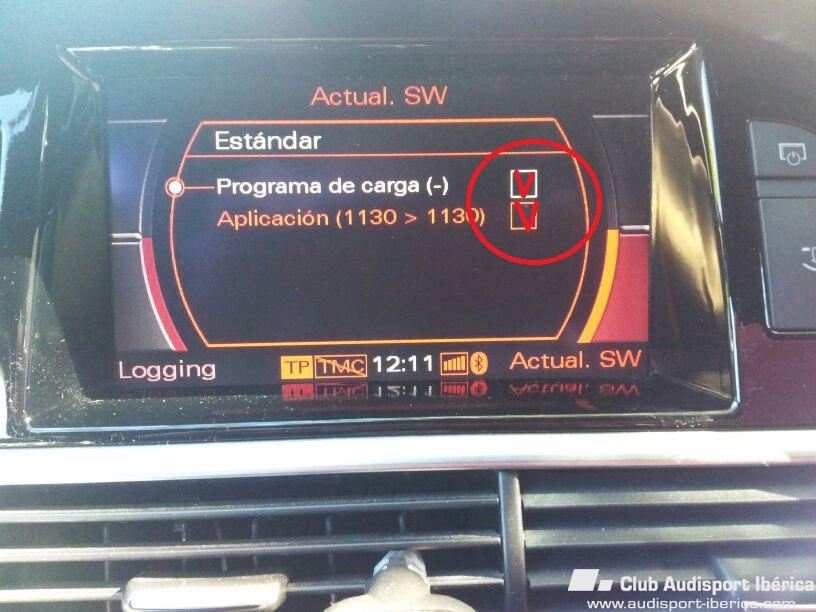 Actual. SW
Estándar
Programa de carga (-)
Aplicación (1130 > 1130)
Logging TP TMC 12:11 Actual. SW
Club Audisport Ibérica
www.audisport-iberica.com